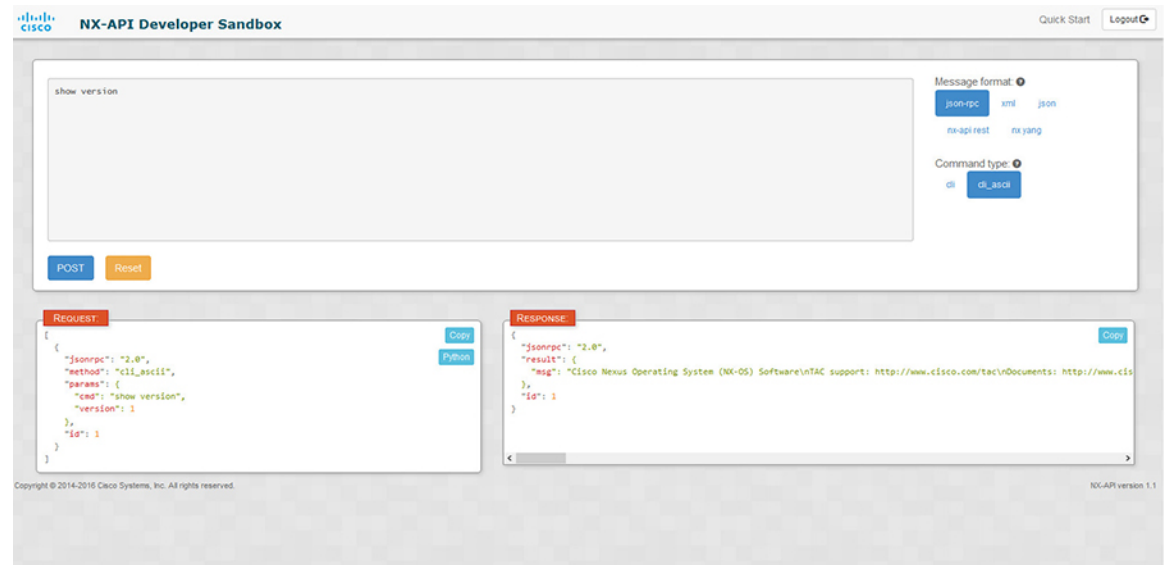 cisco NX-API Developer Sandbox Quick Start Logout
show version
Message format:
json-rpc xml json
nx-api rest nx yang
Command type:
cli cli_ascii
POST Reset
REQUEST:
Copy
Python
[
{
"jsonrpc": "2.0",
"method": "cli_ascii",
"params": {
"cmd": "show version",
"version": 1
},
"id": 1
}
]
RESPONSE:
Copy
{
"jsonrpc": "2.0",
"result": {
"msg": "Cisco Nexus Operating System (NX-OS) Software\nTAC support: http://www.cisco.com/tac\nDocuments: http://www.cis
},
"id": 1
}
Copyright © 2014-2016 Cisco Systems, Inc. All rights reserved. NX-API version 1.1